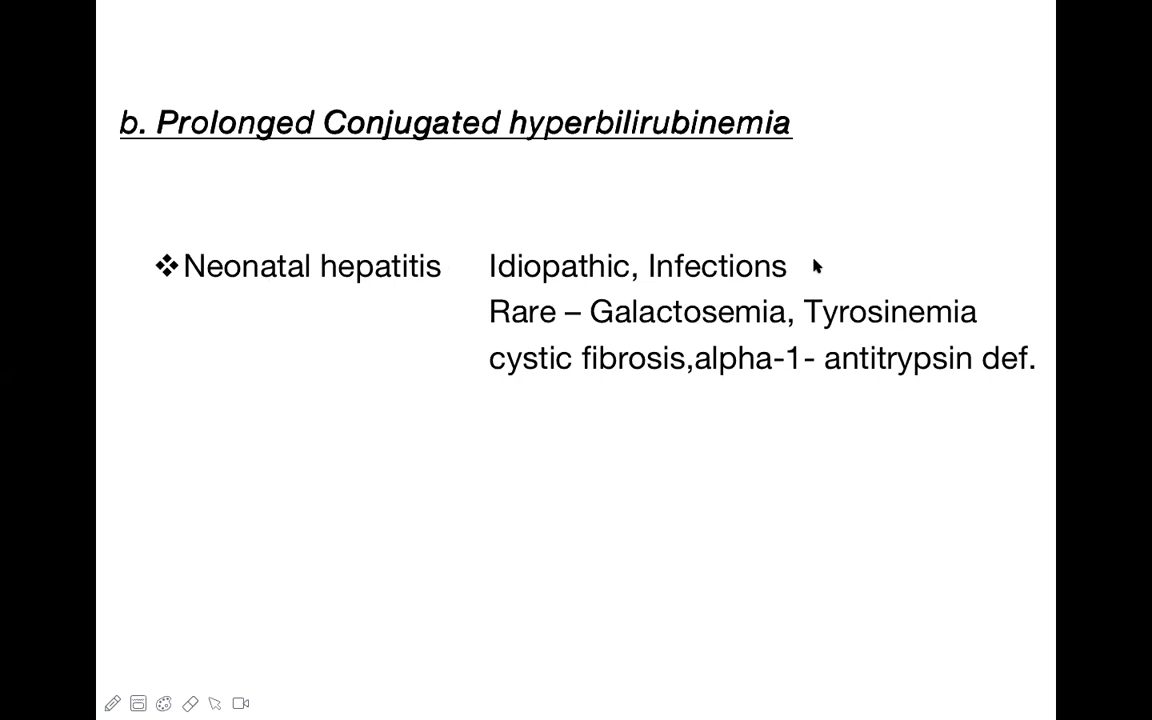 b. Prolonged Conjugated hyperbilirubinemia
❖Neonatal hepatitis Idiopathic, Infections
Rare – Galactosemia, Tyrosinemia
cystic fibrosis,alpha-1- antitrypsin def.